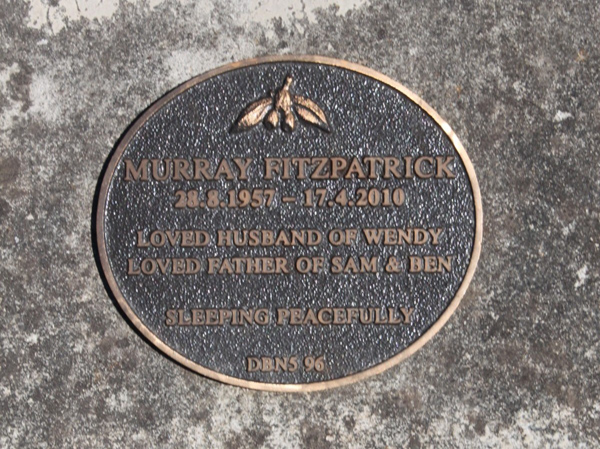 MURRAY FITZPATRICK
28.8.1957 – 17.4.2010
LOVED HUSBAND OF WENDY
LOVED FATHER OF SAM & BEN
SLEEPING PEACEFULLY
DBN5 96